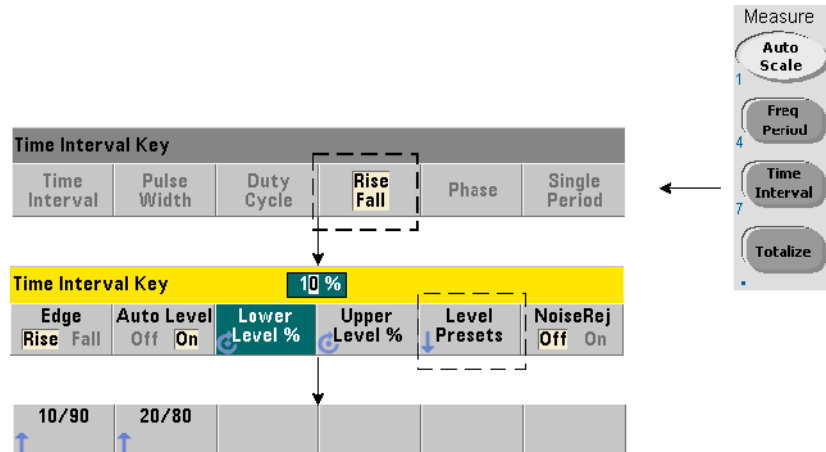 Measure
Auto
Scale
1
Freq
Period
4
Time
Interval
7
Totalize
.
Time Interval Key
Time
Interval
Pulse
Width
Duty
Cycle
Rise
Fall
Phase
Single
Period
Time Interval Key
10 %
Edge
Rise Fall
Auto Level
Off On
Lower
Level %
Upper
Level %
Level
Presets
NoiseRej
Off On
10/90
20/80